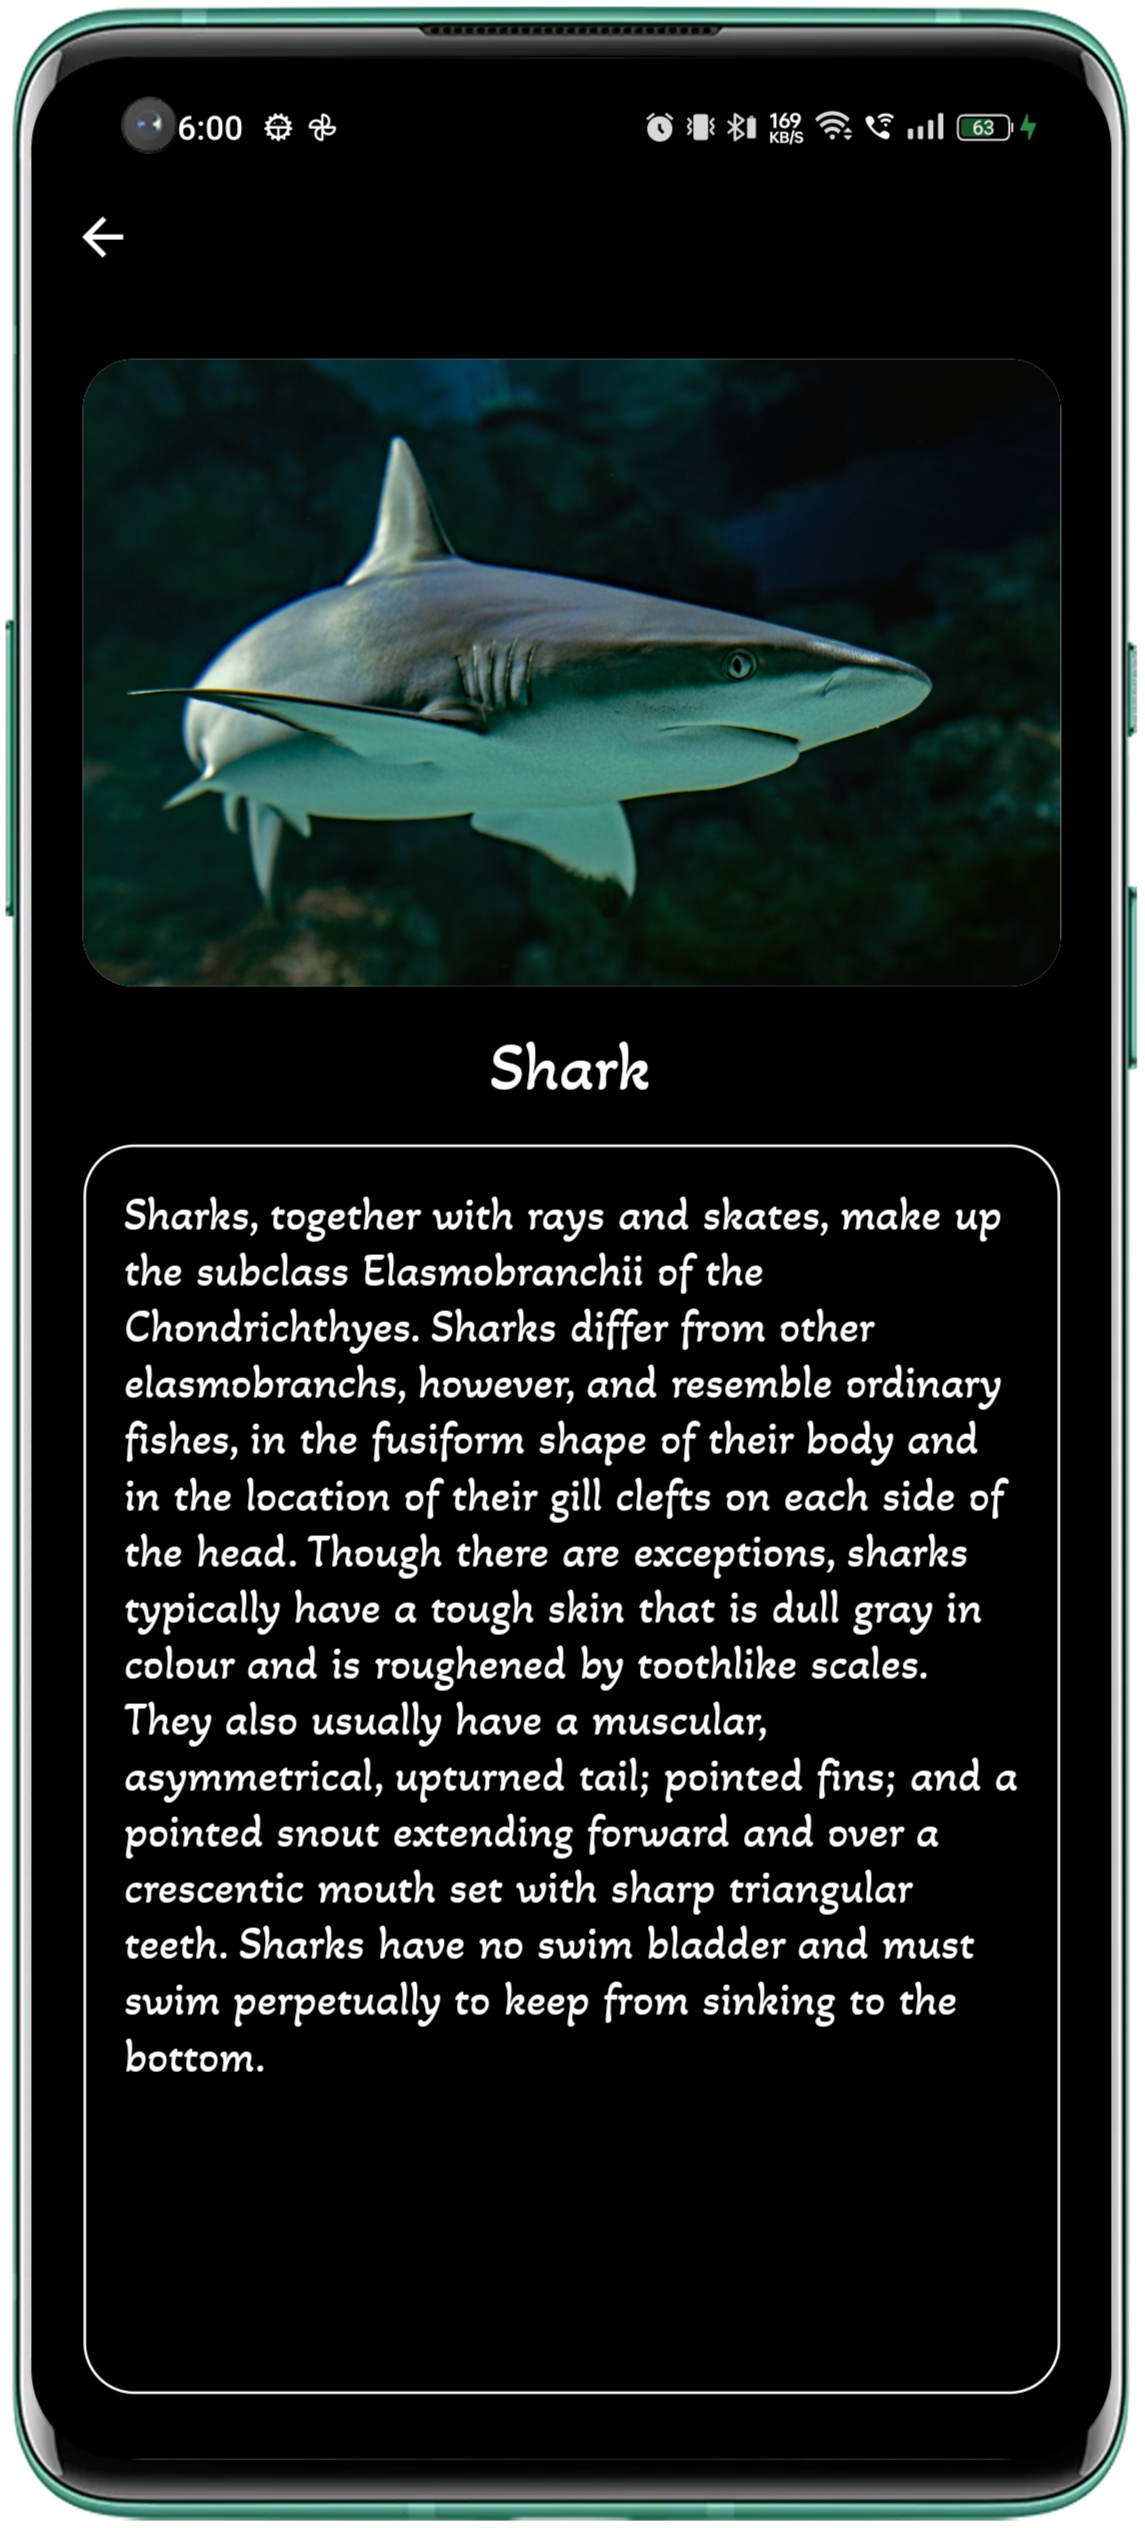 6:00
169
KB/S
63
Shark
Sharks, together with rays and skates, make up
the subclass Elasmobranchii of the
Chondrichthyes. Sharks differ from other
elasmobranchs, however, and resemble ordinary
fishes, in the fusiform shape of their body and
in the location of their gill clefts on each side of
the head. Though there are exceptions, sharks
typically have a tough skin that is dull gray in
colour and is roughened by toothlike scales.
They also usually have a muscular,
asymmetrical, upturned tail; pointed fins; and a
pointed snout extending forward and over a
crescentic mouth set with sharp triangular
teeth. Sharks have no swim bladder and must
swim perpetually to keep from sinking to the
bottom.